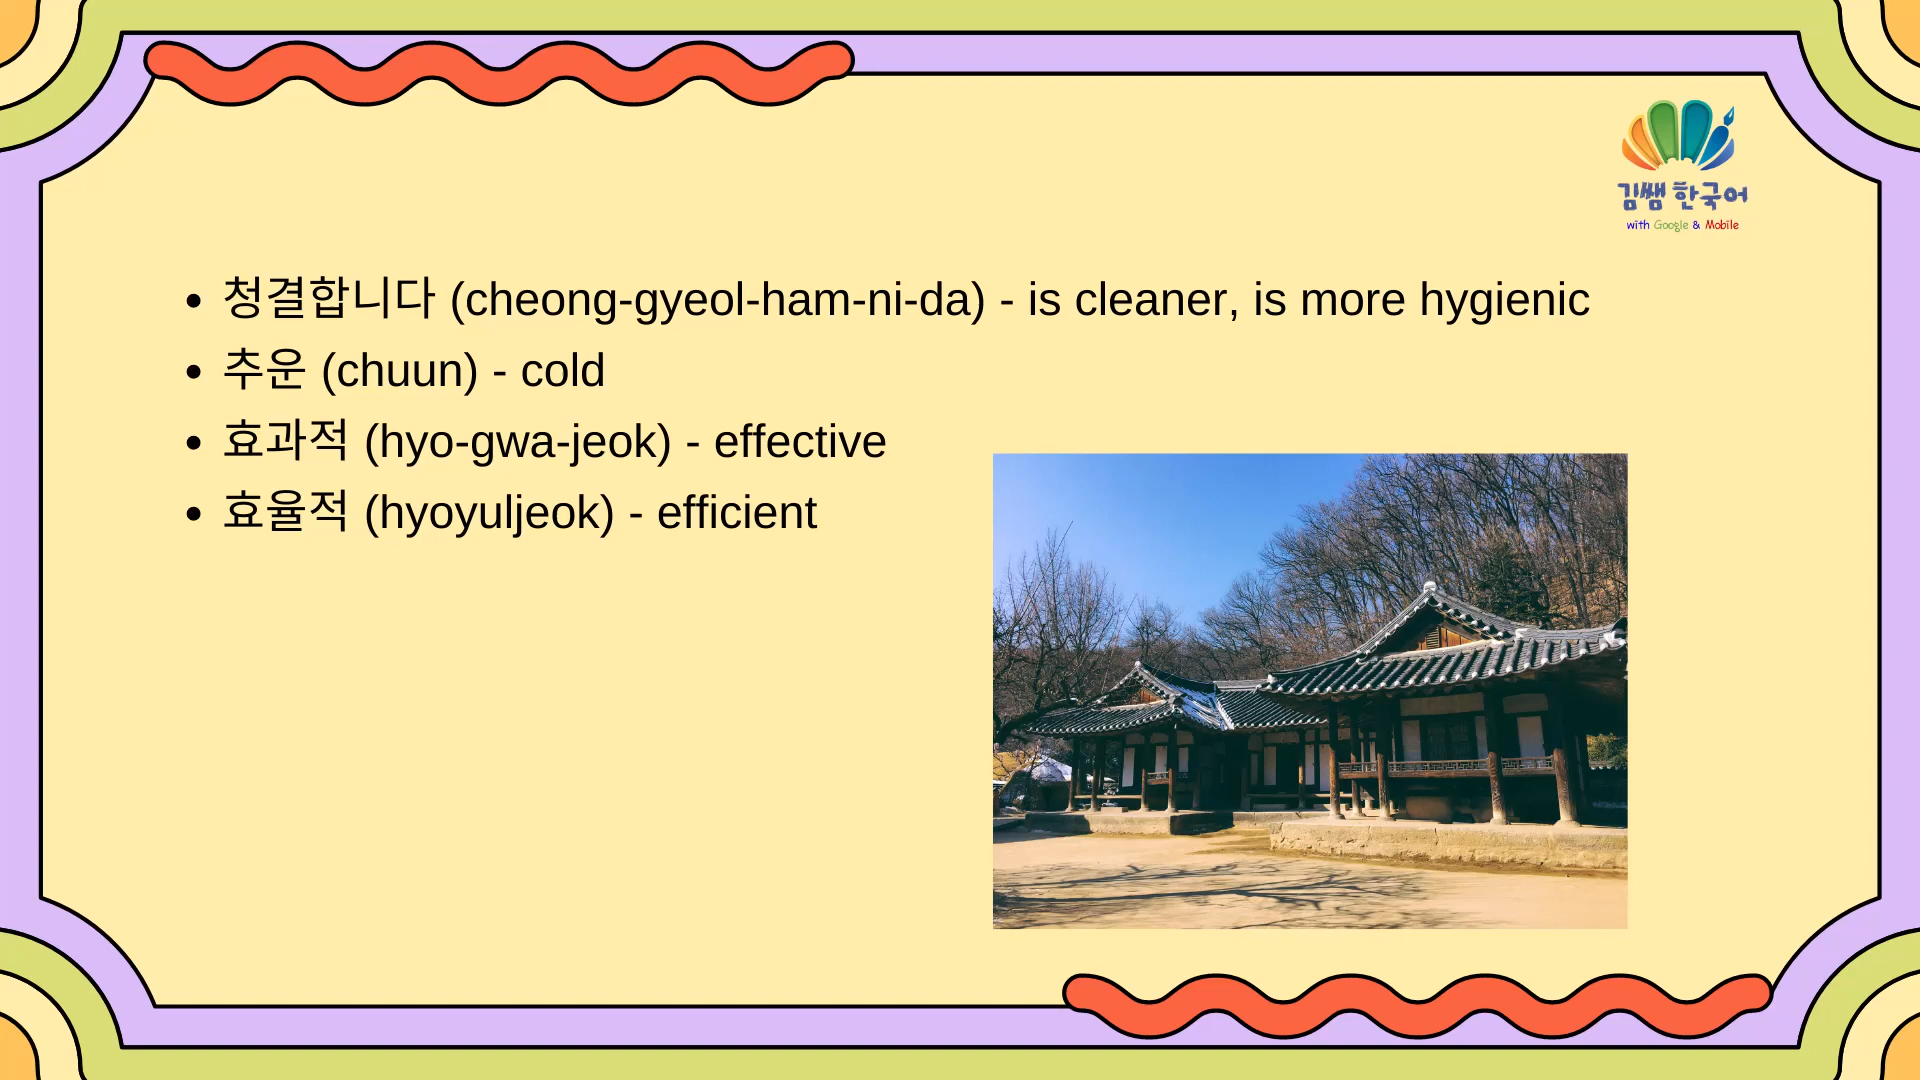 김쌤 한국어
with Google & Mobile
• 청결합니다 (cheong-gyeol-ham-ni-da) - is cleaner, is more hygienic
• 추운 (chuun) - cold
• 효과적 (hyo-gwa-jeok) - effective
• 효율적 (hyoyuljeok) - efficient